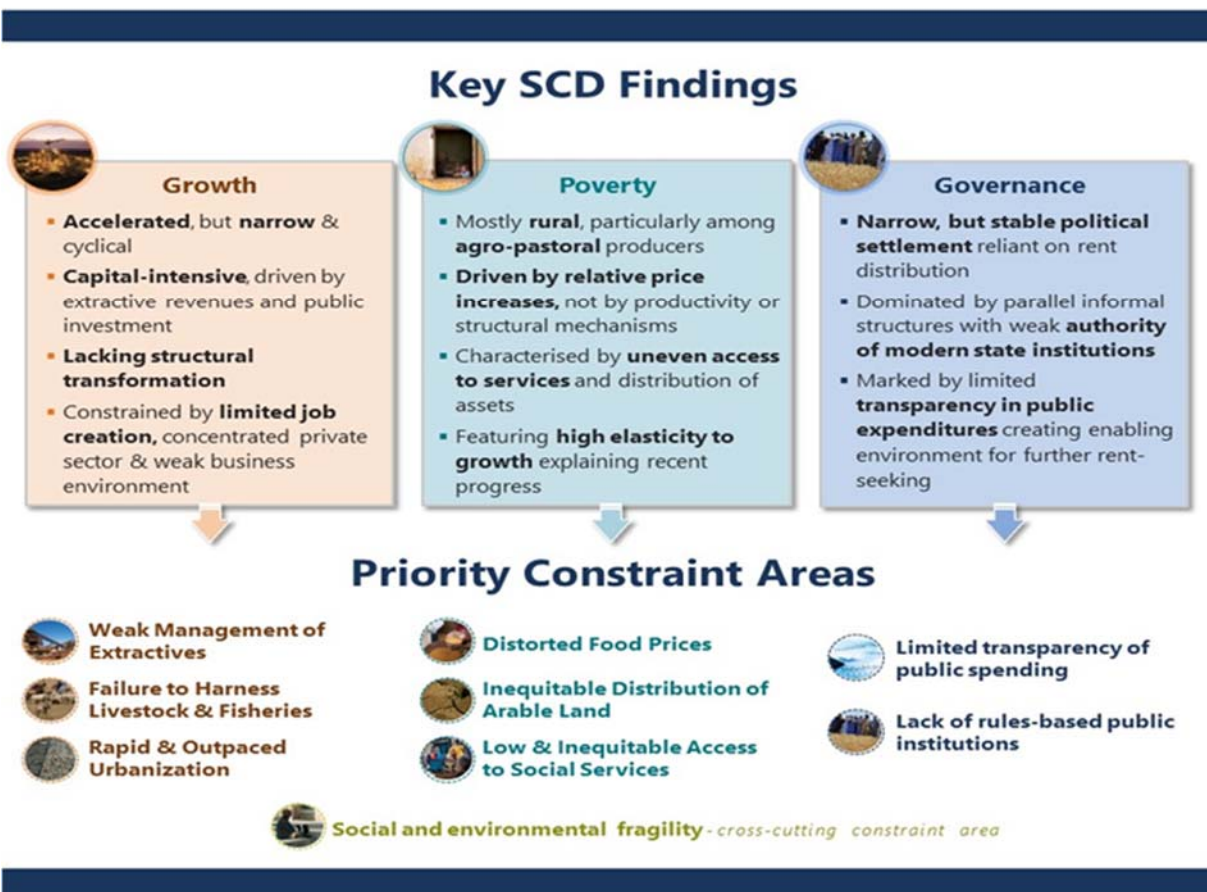 Key SCD Findings
Growth
▪ Accelerated, but narrow &
cyclical
▪ Capital-intensive, driven by
extractive revenues and public
investment
▪ Lacking structural
transformation
▪ Constrained by limited job
creation, concentrated private
sector & weak business
environment
Poverty
▪ Mostly rural, particularly among
agro-pastoral producers
▪ Driven by relative price
increases, not by productivity or
structural mechanisms
▪ Characterised by uneven access
to services and distribution of
assets
▪ Featuring high elasticity to
growth explaining recent
progress
Governance
▪ Narrow, but stable political
settlement reliant on rent
distribution
▪ Dominated by parallel informal
structures with weak authority
of modern state institutions
▪ Marked by limited
transparency in public
expenditures creating enabling
environment for further rent-
seeking
Priority Constraint Areas
Weak Management of
Extractives
Failure to Harness
Livestock & Fisheries
Rapid & Outpaced
Urbanization
Distorted Food Prices
Inequitable Distribution of
Arable Land
Low & Inequitable Access
to Social Services
Limited transparency of
public spending
Lack of rules-based public
institutions
Social and environmental fragility - cross-cutting constraint area